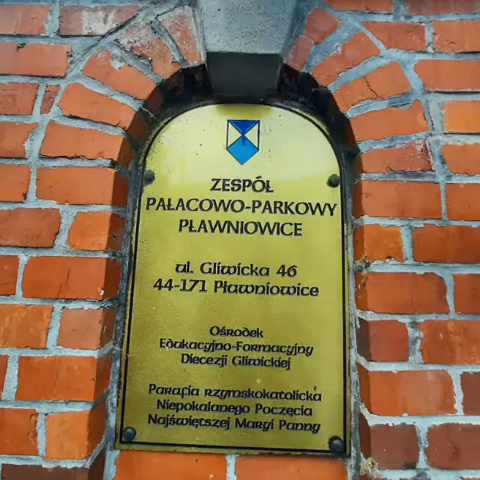 ZESPÓŁ
PAŁACOWO-PARKOWY
PŁAWNIOWICE
ul. Gliwicka 46
44-171 Pławniowice
Ośrodek
Edukacyjno-Formacyjny
Diecezji Gliwickiej
Parafia rzymskokatolicka
Niepokalanego Poczęcia
Najświętszej Maryi Panny